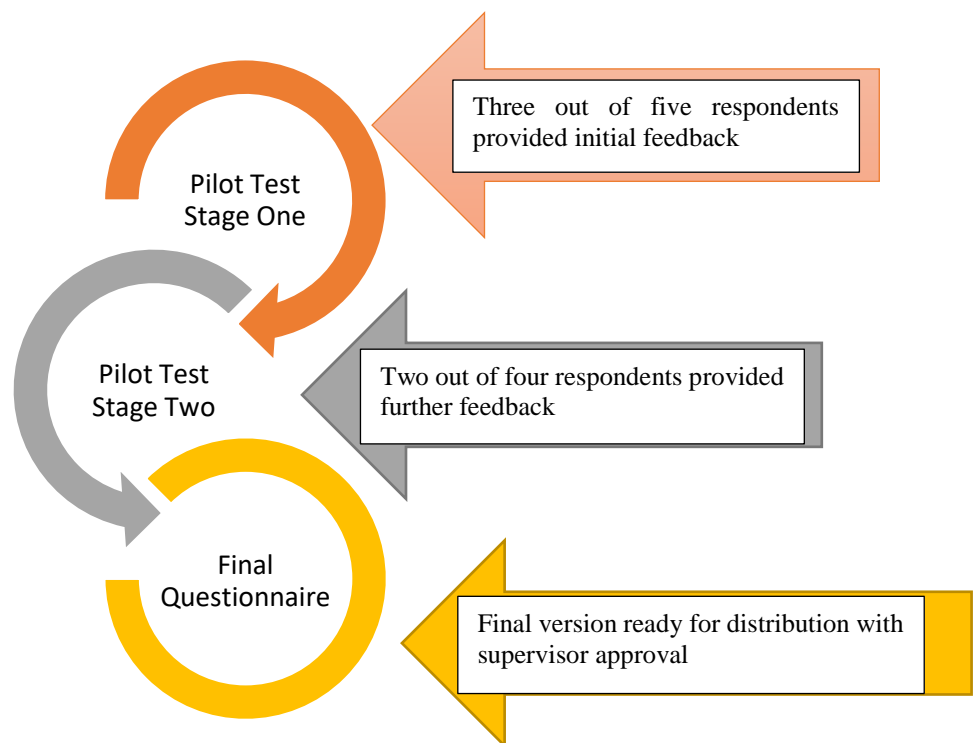 Pilot Test
Stage One
Three out of five respondents
provided initial feedback
Pilot Test
Stage Two
Two out of four respondents provided
further feedback
Final
Questionnaire
Final version ready for distribution with
supervisor approval